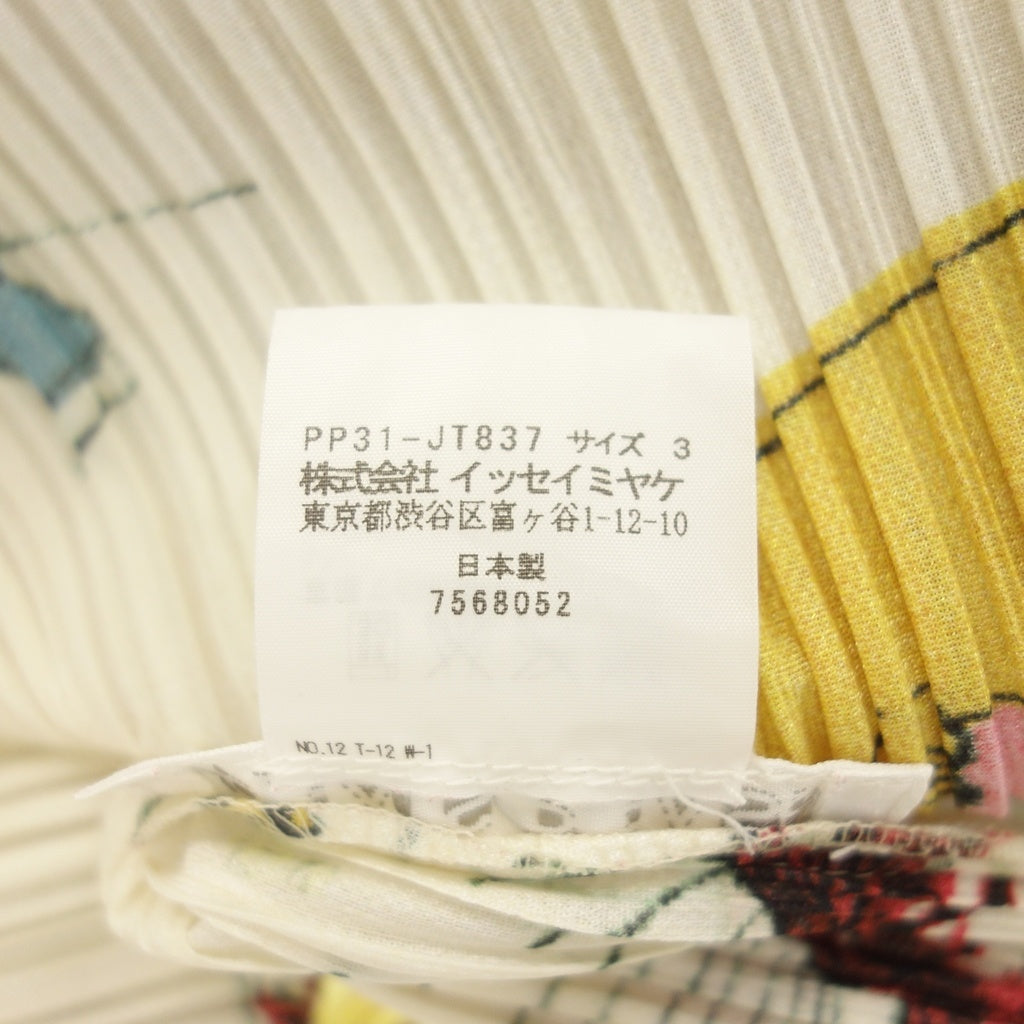 PP31-JT837 サイズ 3
株式会社 イッセイミヤケ
東京都渋谷区富ヶ谷1-12-10
日本製
7568052
NO.12 T-12 #-1